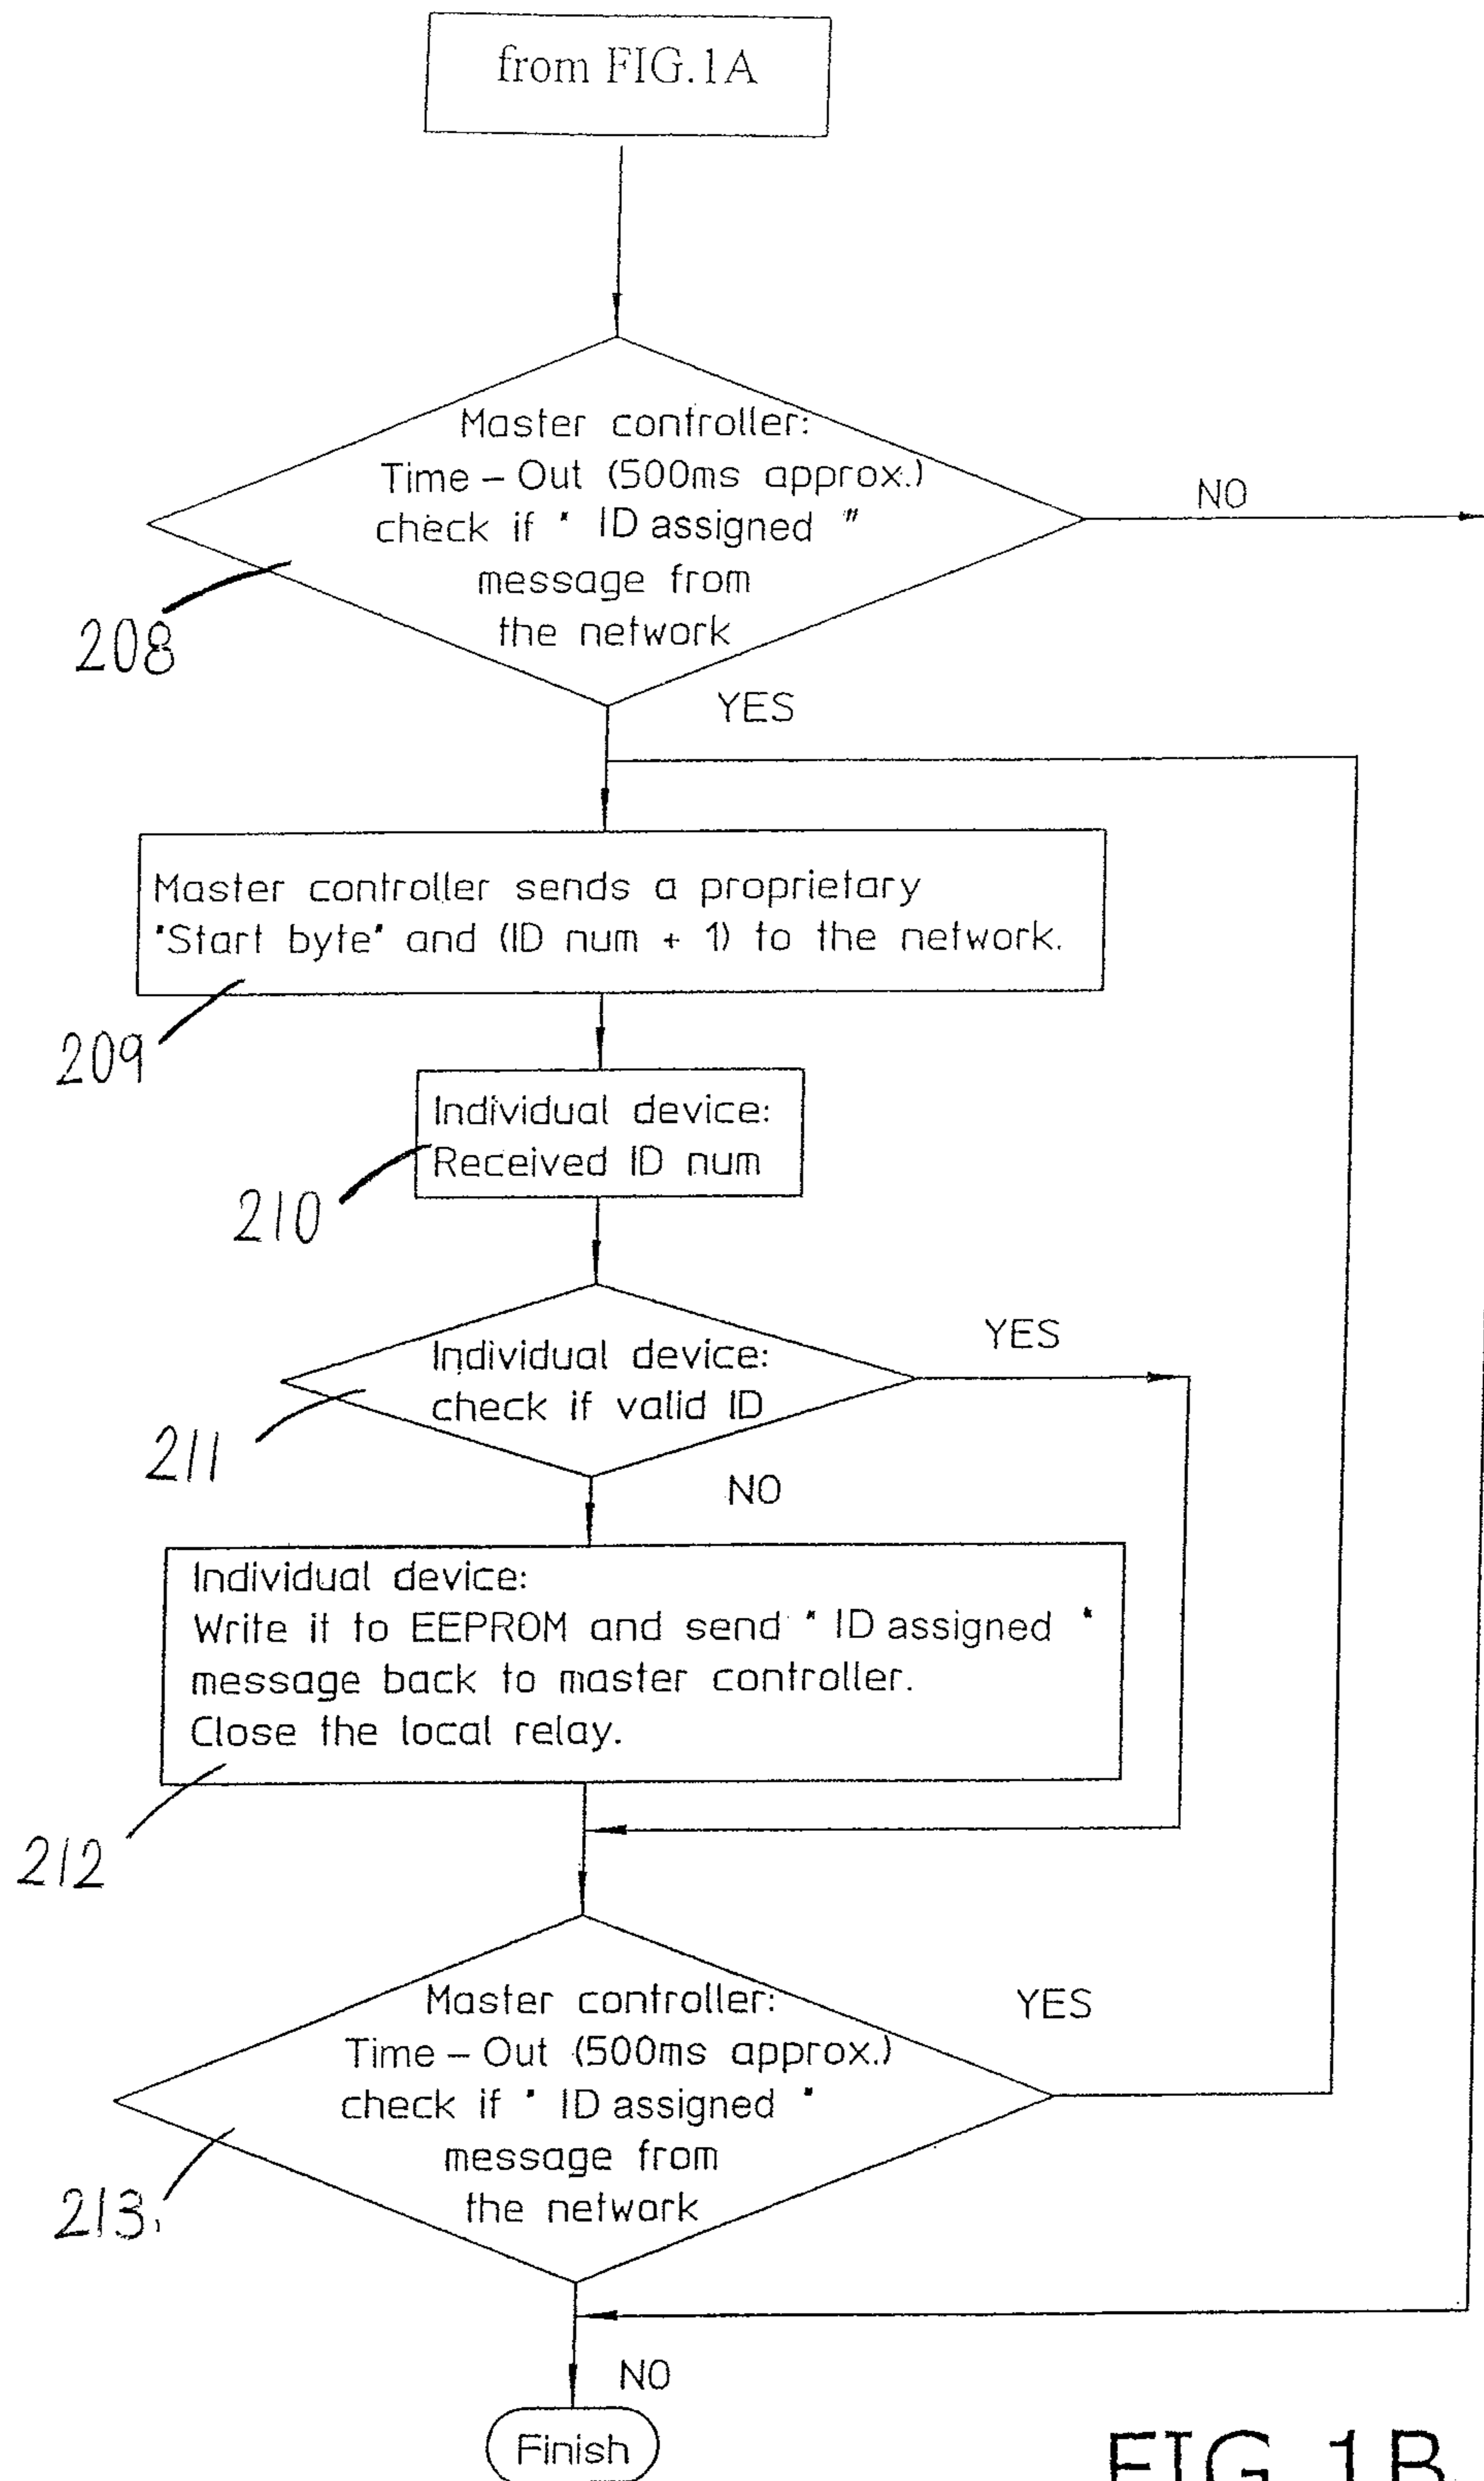 from FIG.1A
Master controller:
Time – Out (500ms approx.)
check if " ID assigned "
message from
the network
NO
208
YES
Master controller sends a proprietary
"Start byte" and (ID num + 1) to the network.
209
Individual device:
Received ID num
210
Individual device:
check if valid ID
YES
211
NO
Individual device:
Write it to EEPROM and send " ID assigned "
message back to master controller.
Close the local relay.
212
Master controller:
Time – Out (500ms approx.)
check if " ID assigned "
message from
the network
YES
213
NO
Finish
FIG. 1B